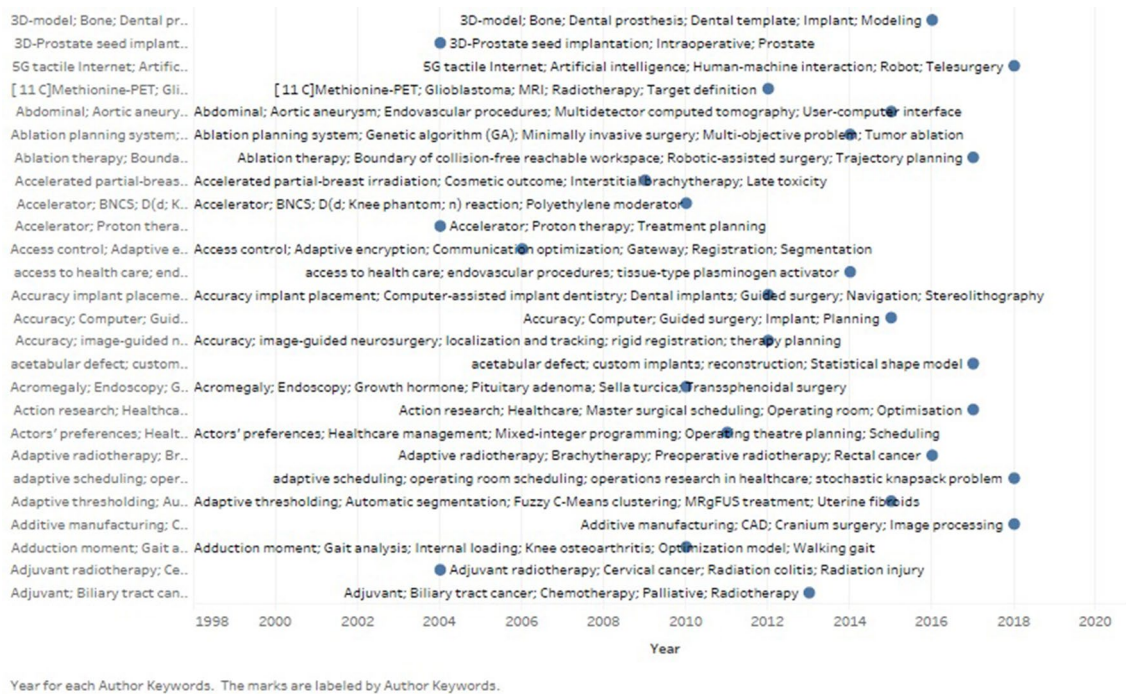 3D-model; Bone; Dental pr.. 3D-model; Bone; Dental prosthesis; Dental template; Implant; Modeling
3D-Prostate seed implant.. 3D-Prostate seed implantation; Intraoperative; Prostate
5G tactile Internet; Artific.. 5G tactile Internet; Artificial intelligence; Human-machine interaction; Robot; Telesurgery
[ 11 C]Methionine-PET; Gli.. [ 11 C]Methionine-PET; Glioblastoma; MRI; Radiotherapy; Target definition
Abdominal; Aortic aneury.. Abdominal; Aortic aneurysm; Endovascular procedures; Multidetector computed tomography; User-computer interface
Ablation planning system;.. Ablation planning system; Genetic algorithm (GA); Minimally invasive surgery; Multi-objective problem; Tumor ablation
Ablation therapy; Bounda.. Ablation therapy; Boundary of collision-free reachable workspace; Robotic-assisted surgery; Trajectory planning
Accelerated partial-breas.. Accelerated partial-breast irradiation; Cosmetic outcome; Interstitial brachytherapy; Late toxicity
Accelerator; BNCS; D(d; K.. Accelerator; BNCS; D(d; Knee phantom; n) reaction; Polyethylene moderator
Accelerator; Proton thera.. Accelerator; Proton therapy; Treatment planning
Access control; Adaptive e.. Access control; Adaptive encryption; Communication optimization; Gateway; Registration; Segmentation
access to health care; end.. access to health care; endovascular procedures; tissue-type plasminogen activator
Accuracy implant placeme.. Accuracy implant placement; Computer-assisted implant dentistry; Dental implants; Guided surgery; Navigation; Stereolithography
Accuracy; Computer; Guid.. Accuracy; Computer; Guided surgery; Implant; Planning
Accuracy; image-guided n.. Accuracy; image-guided neurosurgery; localization and tracking; rigid registration; therapy planning
acetabular defect; custom.. acetabular defect; custom implants; reconstruction; Statistical shape model
Acromegaly; Endoscopy; G.. Acromegaly; Endoscopy; Growth hormone; Pituitary adenoma; Sella turcica; Transsphenoidal surgery
Action research; Healthca.. Action research; Healthcare; Master surgical scheduling; Operating room; Optimisation
Actors' preferences; Healt.. Actors' preferences; Healthcare management; Mixed-integer programming; Operating theatre planning; Scheduling
Adaptive radiotherapy; Br.. Adaptive radiotherapy; Brachytherapy; Preoperative radiotherapy; Rectal cancer
adaptive scheduling; oper.. adaptive scheduling; operating room scheduling; operations research in healthcare; stochastic knapsack problem
Adaptive thresholding; Au.. Adaptive thresholding; Automatic segmentation; Fuzzy C-Means clustering; MRgFUS treatment; Uterine fibroids
Additive manufacturing; C.. Additive manufacturing; CAD; Cranium surgery; Image processing
Adduction moment; Gait a.. Adduction moment; Gait analysis; Internal loading; Knee osteoarthritis; Optimization model; Walking gait
Adjuvant radiotherapy; Ce.. Adjuvant radiotherapy; Cervical cancer; Radiation colitis; Radiation injury
Adjuvant; Biliary tract can.. Adjuvant; Biliary tract cancer; Chemotherapy; Palliative; Radiotherapy
1998 2000 2002 2004 2006 2008 2010 2012 2014 2016 2018 2020
Year
Year for each Author Keywords. The marks are labeled by Author Keywords.